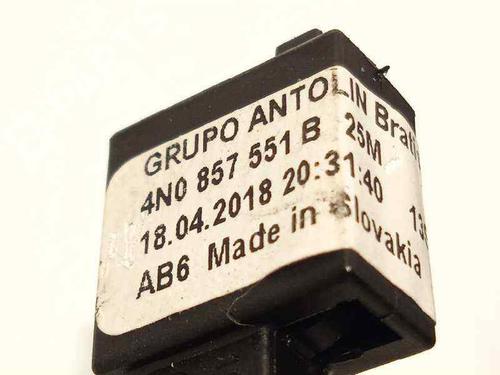 GRUPO ANTOLIN
4N0 857 551 B 25M
18.04.2018 20:31:40
AB6 Made in Slovakia